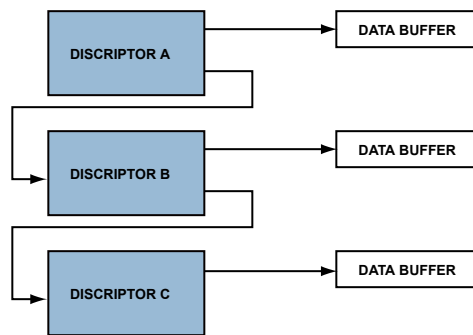 DISCRIPTOR A
DATA BUFFER
DISCRIPTOR B
DATA BUFFER
DISCRIPTOR C
DATA BUFFER